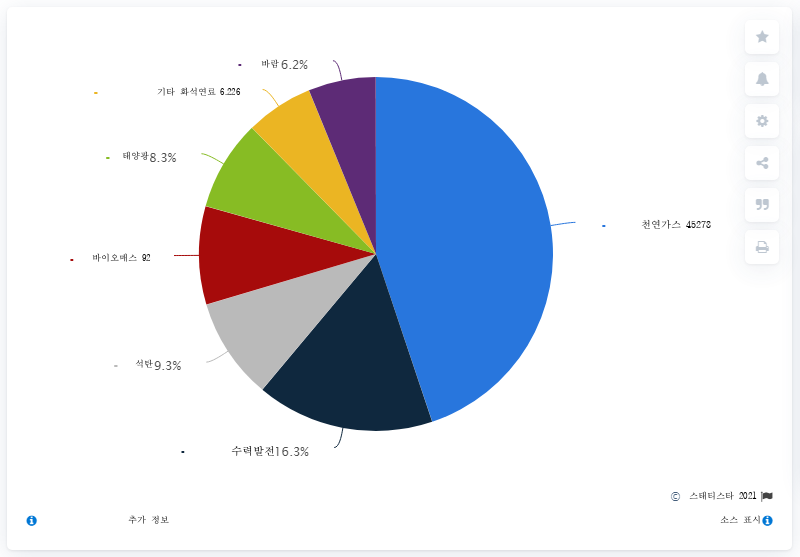 바람 6.2%
기타 화석연료 6.226
태양광8.3%
천연가스 45278
바이오매스 92
석탄9.3%
수력발전16.3%
© 스태티스타 2021
추가 정보
소스 표시